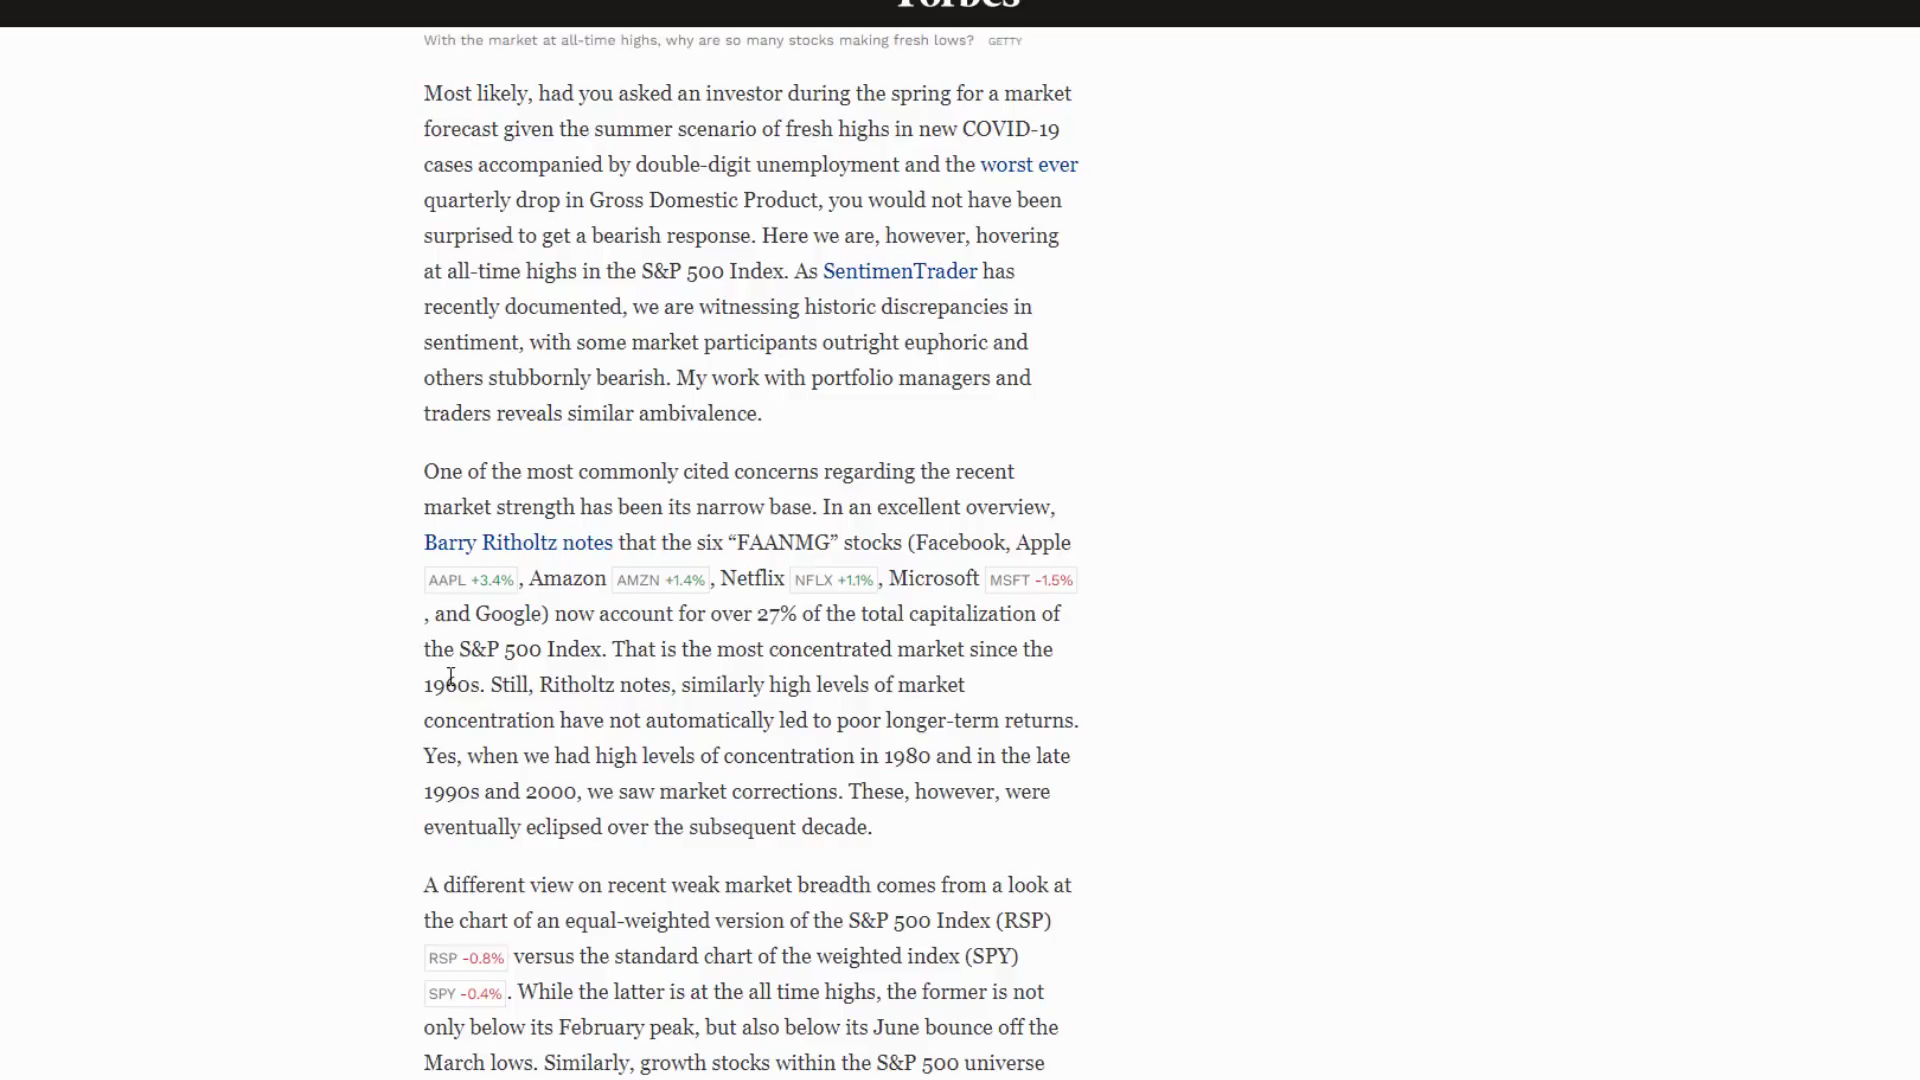 Forbes
With the market at all-time highs, why are so many stocks making fresh lows? GETTY
Most likely, had you asked an investor during the spring for a market
forecast given the summer scenario of fresh highs in new COVID-19
cases accompanied by double-digit unemployment and the worst ever
quarterly drop in Gross Domestic Product, you would not have been
surprised to get a bearish response. Here we are, however, hovering
at all-time highs in the S&P 500 Index. As SentimenTrader has
recently documented, we are witnessing historic discrepancies in
sentiment, with some market participants outright euphoric and
others stubbornly bearish. My work with portfolio managers and
traders reveals similar ambivalence.
One of the most commonly cited concerns regarding the recent
market strength has been its narrow base. In an excellent overview,
Barry Ritholtz notes that the six “FAANMG” stocks (Facebook, Apple
AAPL +3.4% , Amazon AMZN +1.4% , Netflix NFLX +1.1% , Microsoft MSFT -1.5%
, and Google) now account for over 27% of the total capitalization of
the S&P 500 Index. That is the most concentrated market since the
1960s. Still, Ritholtz notes, similarly high levels of market
concentration have not automatically led to poor longer-term returns.
Yes, when we had high levels of concentration in 1980 and in the late
1990s and 2000, we saw market corrections. These, however, were
eventually eclipsed over the subsequent decade.
A different view on recent weak market breadth comes from a look at
the chart of an equal-weighted version of the S&P 500 Index (RSP)
RSP -0.8% versus the standard chart of the weighted index (SPY)
SPY -0.4% . While the latter is at the all time highs, the former is not
only below its February peak, but also below its June bounce off the
March lows. Similarly, growth stocks within the S&P 500 universe